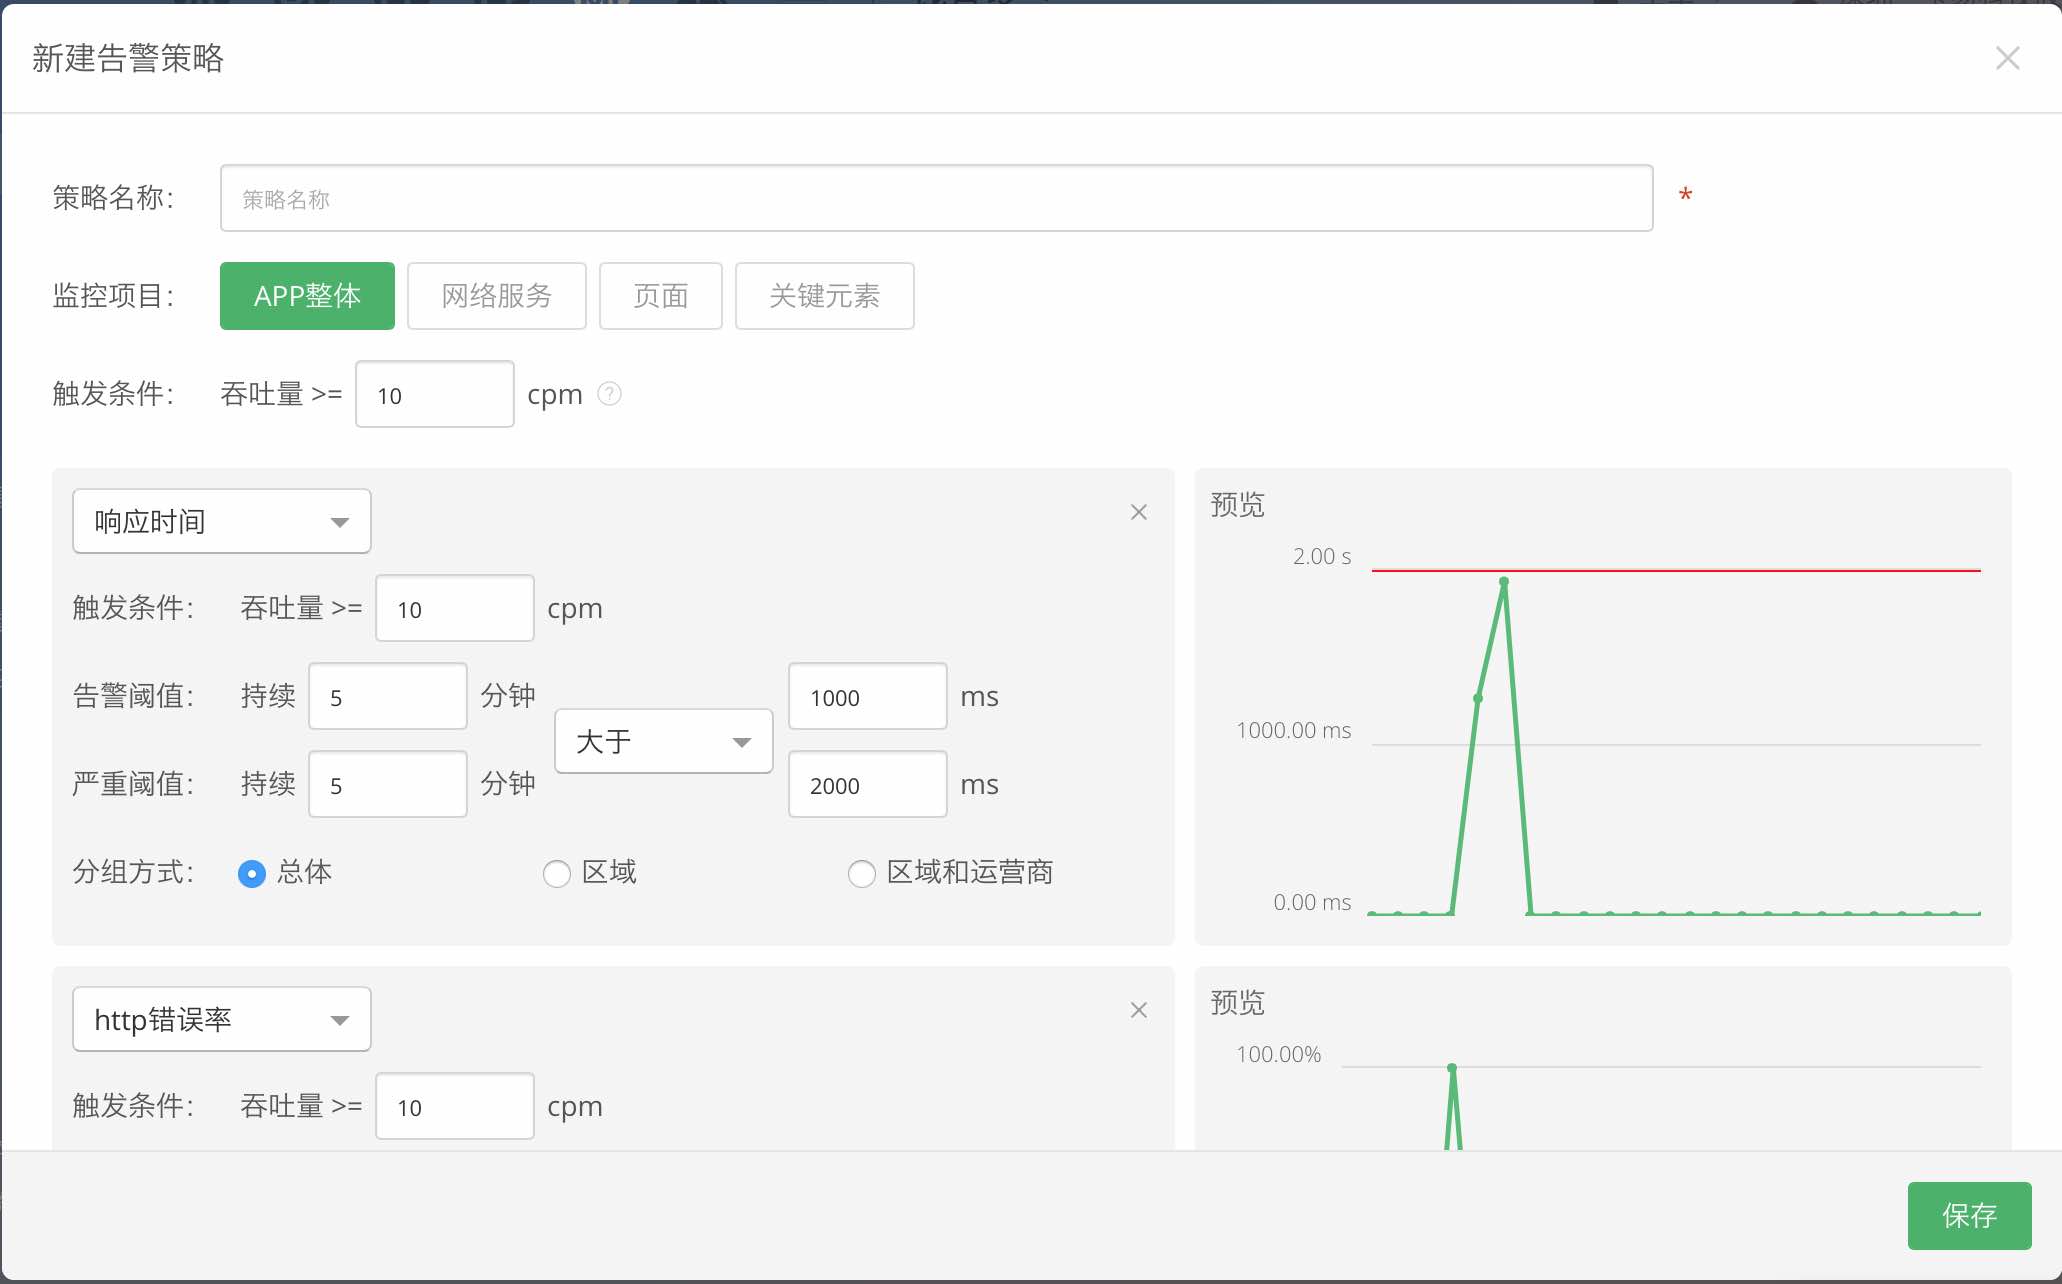 新建告警策略
策略名称： 策略名称 *
监控项目： APP整体 网络服务 页面 关键元素
触发条件： 吞吐量 >= 10 cpm ?
响应时间
触发条件： 吞吐量 >= 10 cpm
告警阈值： 持续 5 分钟 1000 ms
大于
严重阈值： 持续 5 分钟 2000 ms
分组方式： 总体 区域 区域和运营商
预览
2.00 s
1000.00 ms
0.00 ms
http错误率
触发条件： 吞吐量 >= 10 cpm
预览
100.00%
保存